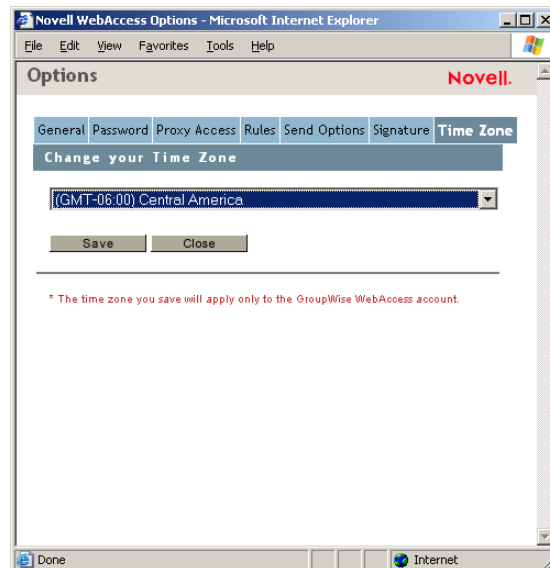 Novell WebAccess Options - Microsoft Internet Explorer
File Edit View Favorites Tools Help
Options Novell.
General Password Proxy Access Rules Send Options Signature Time Zone
Change your Time Zone
(GMT-06:00) Central America
Save Close
* The time zone you save will apply only to the GroupWise WebAccess account.
Done Internet